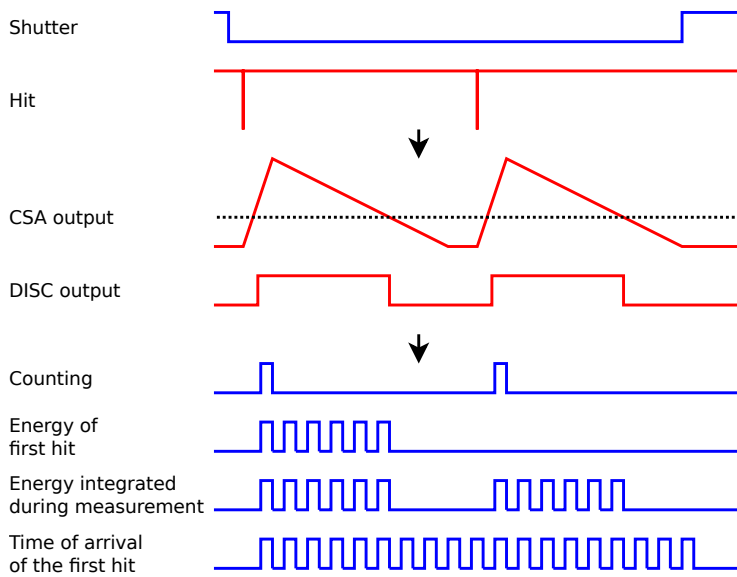 Shutter
Hit
CSA output
DISC output
Counting
Energy of
first hit
Energy integrated
during measurement
Time of arrival
of the first hit